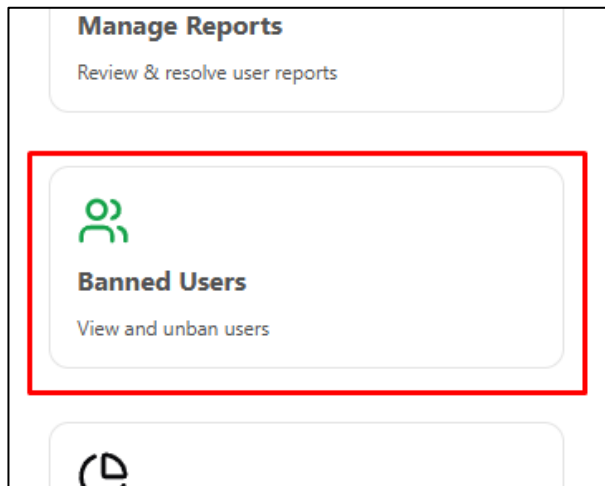 Manage Reports
Review & resolve user reports
Banned Users
View and unban users